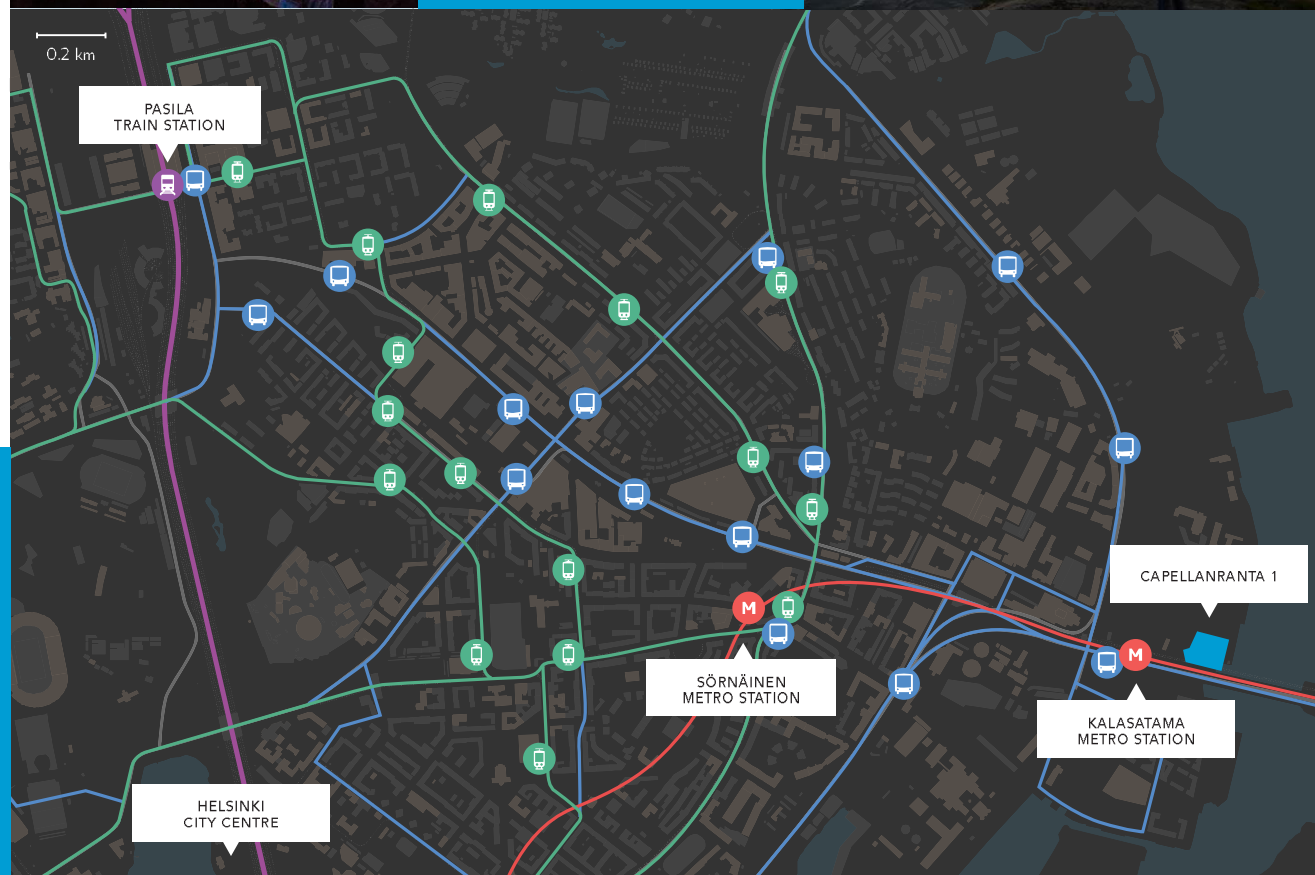 0.2 km
PASILA
TRAIN STATION
CAPELLANRANTA 1
M
SÖRNÄINEN
METRO STATION
M
KALASATAMA
METRO STATION
HELSINKI
CITY CENTRE